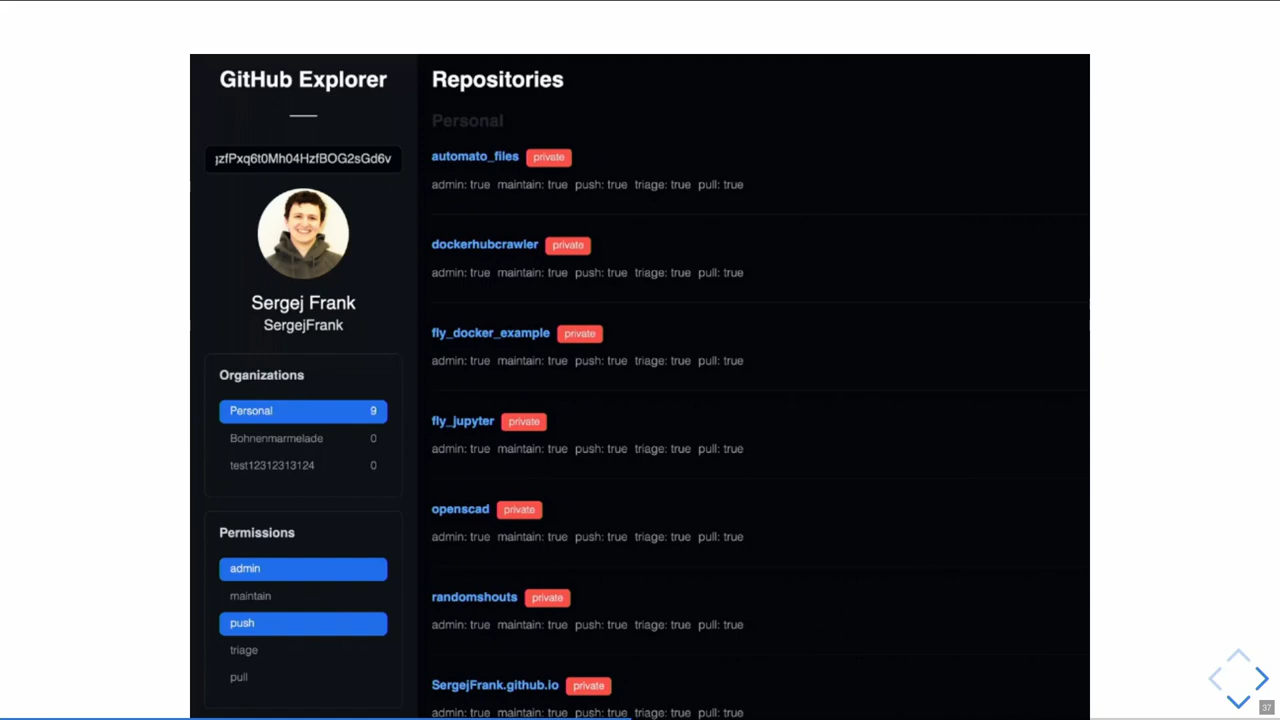 GitHub Explorer
ȷzfPxq6t0Mh04HzfBOG2sGd6v
Sergej Frank
SergejFrank
Organizations
Personal 9
Bohnenmarmelade 0
test12312313124 0
Permissions
admin
maintain
push
triage
pull
Repositories
Personal
automato_files private
admin: true maintain: true push: true triage: true pull: true
dockerhubcrawler private
admin: true maintain: true push: true triage: true pull: true
fly_docker_example private
admin: true maintain: true push: true triage: true pull: true
fly_jupyter private
admin: true maintain: true push: true triage: true pull: true
openscad private
admin: true maintain: true push: true triage: true pull: true
randomshouts private
admin: true maintain: true push: true triage: true pull: true
SergejFrank.github.io private
admin: true maintain: true push: true triage: true pull: true
37